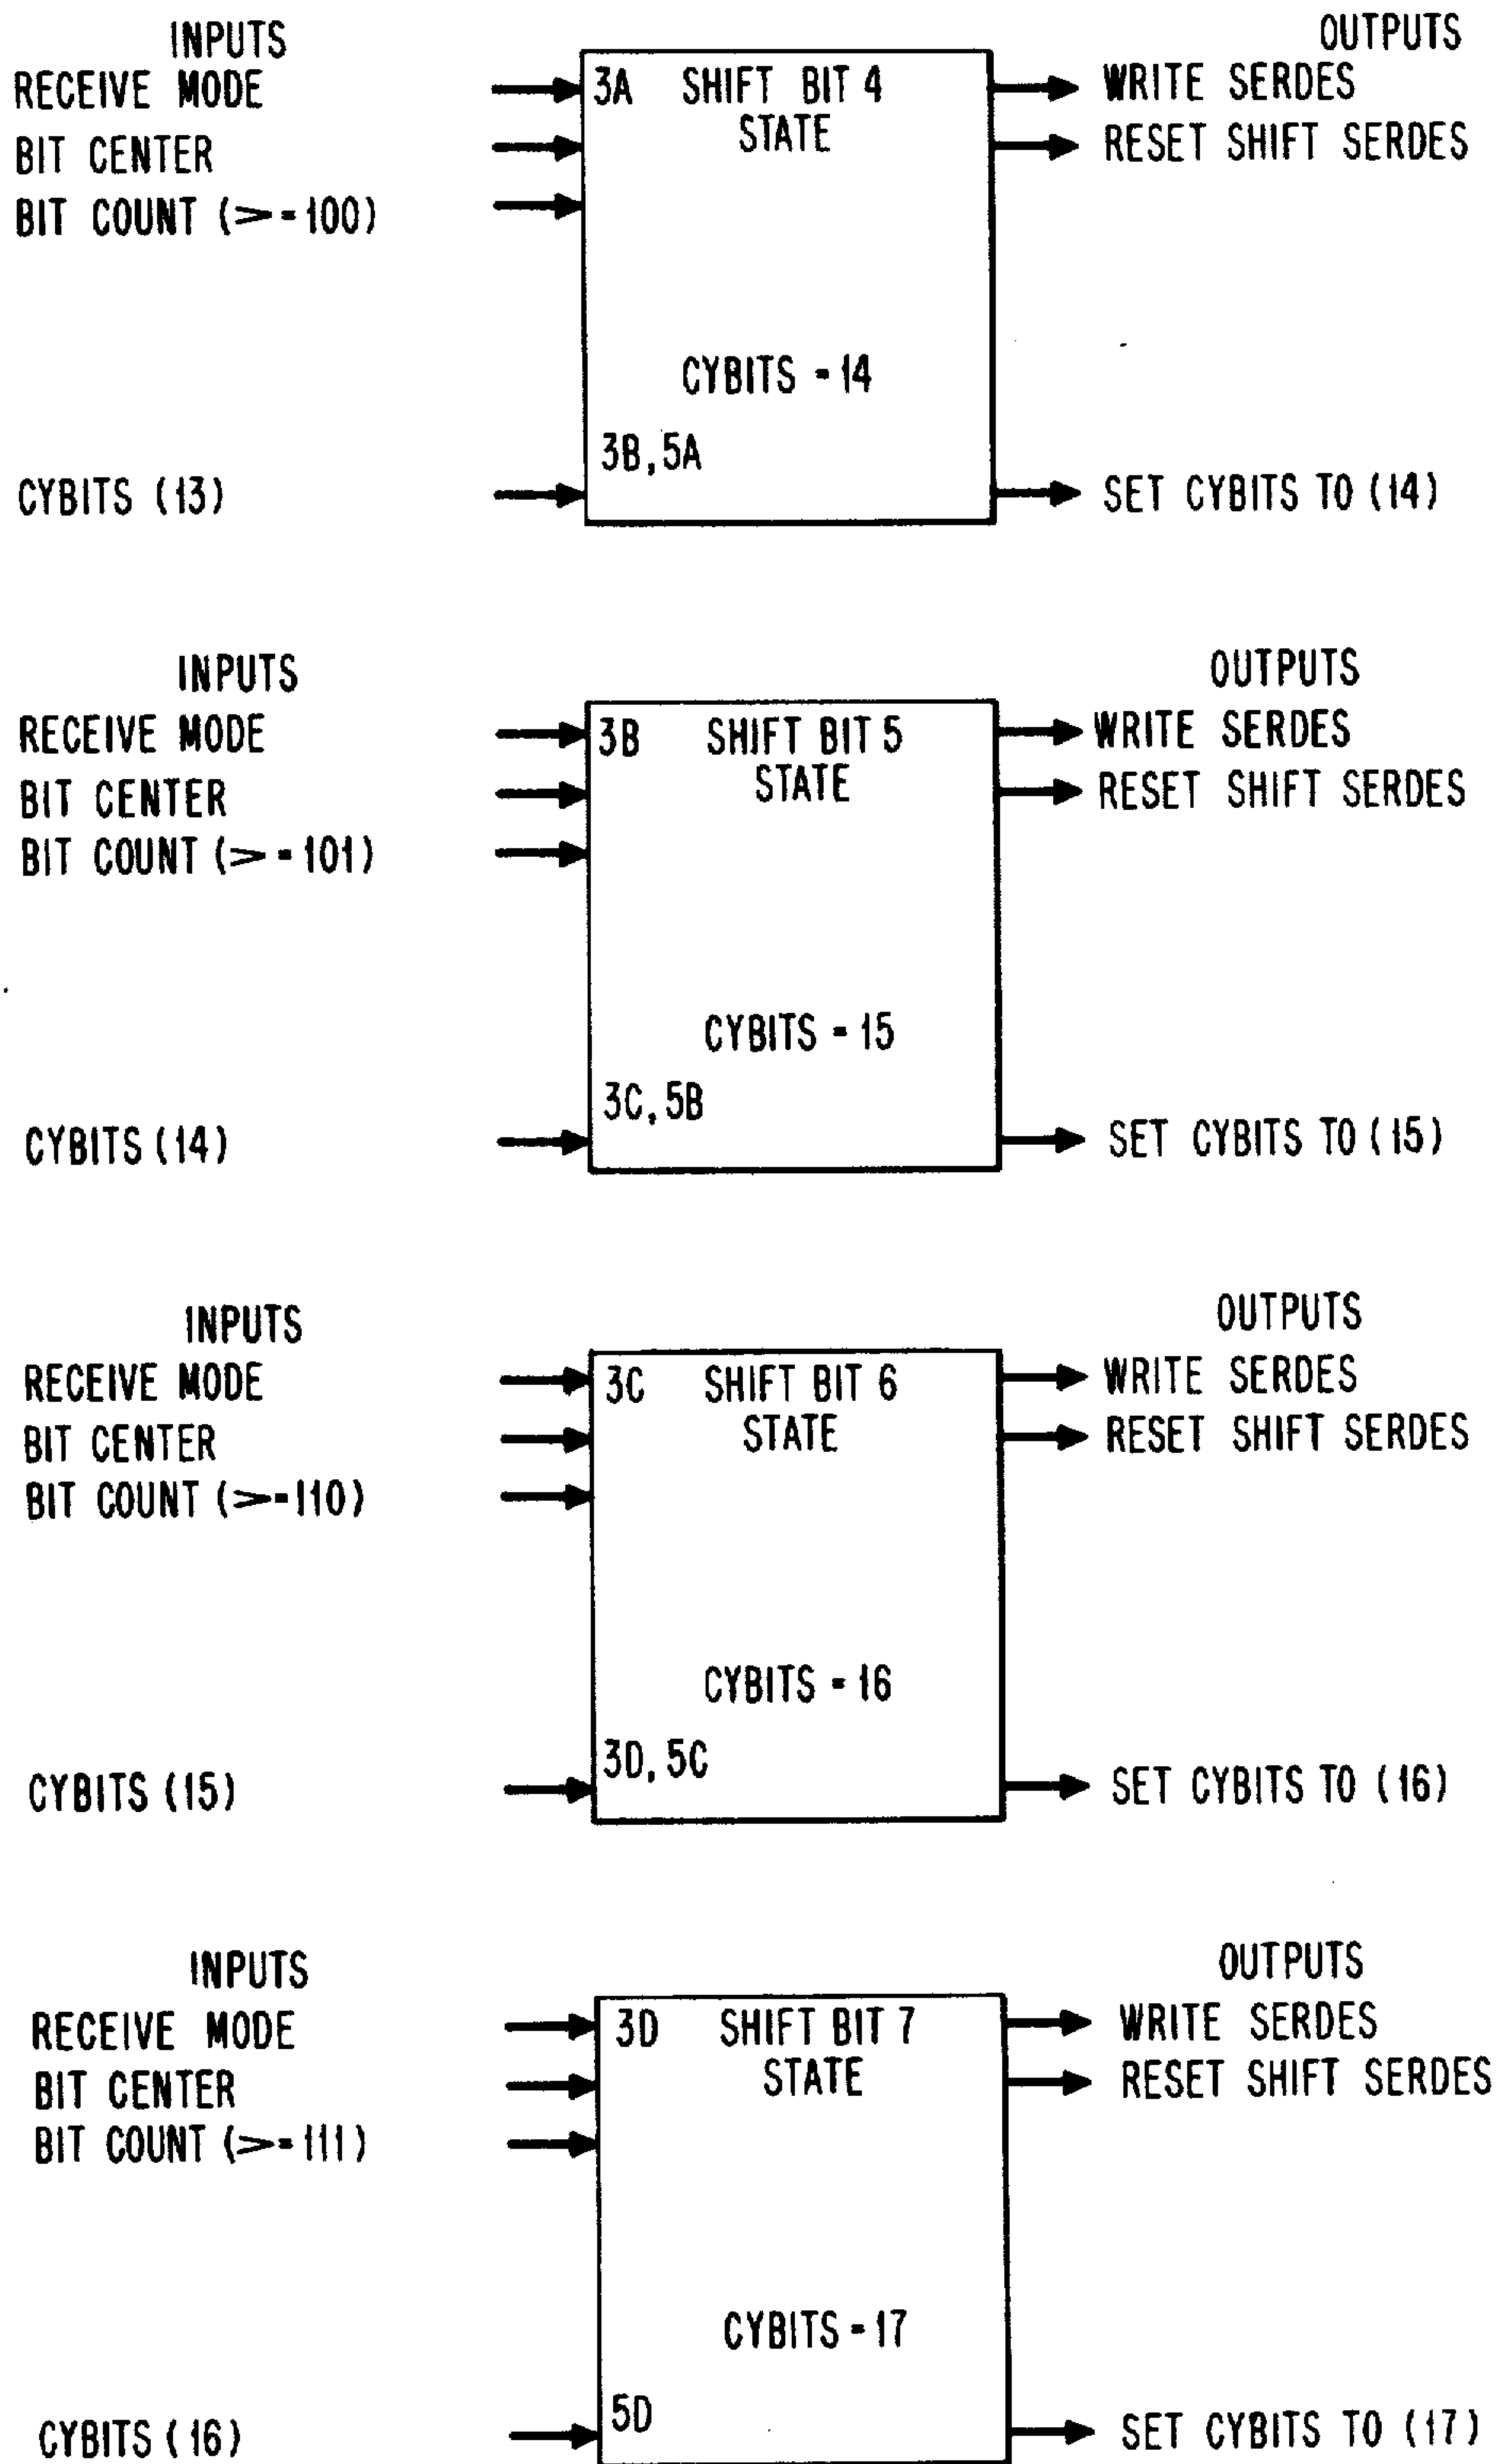 INPUTS
OUTPUTS
RECEIVE MODE
3A SHIFT BIT 4
WRITE SERDES
BIT CENTER
STATE
RESET SHIFT SERDES
BIT COUNT (>=100)
CYBITS = 14
3B, 5A
CYBITS (13)
SET CYBITS TO (14)
INPUTS
OUTPUTS
RECEIVE MODE
3B SHIFT BIT 5
WRITE SERDES
BIT CENTER
STATE
RESET SHIFT SERDES
BIT COUNT (>=101)
CYBITS = 15
3C, 5B
CYBITS (14)
SET CYBITS TO (15)
INPUTS
OUTPUTS
RECEIVE MODE
3C SHIFT BIT 6
WRITE SERDES
BIT CENTER
STATE
RESET SHIFT SERDES
BIT COUNT (>=110)
CYBITS = 16
3D, 5C
CYBITS (15)
SET CYBITS TO (16)
INPUTS
OUTPUTS
RECEIVE MODE
3D SHIFT BIT 7
WRITE SERDES
BIT CENTER
STATE
RESET SHIFT SERDES
BIT COUNT (>=111)
CYBITS = 17
5D
CYBITS (16)
SET CYBITS TO (17)